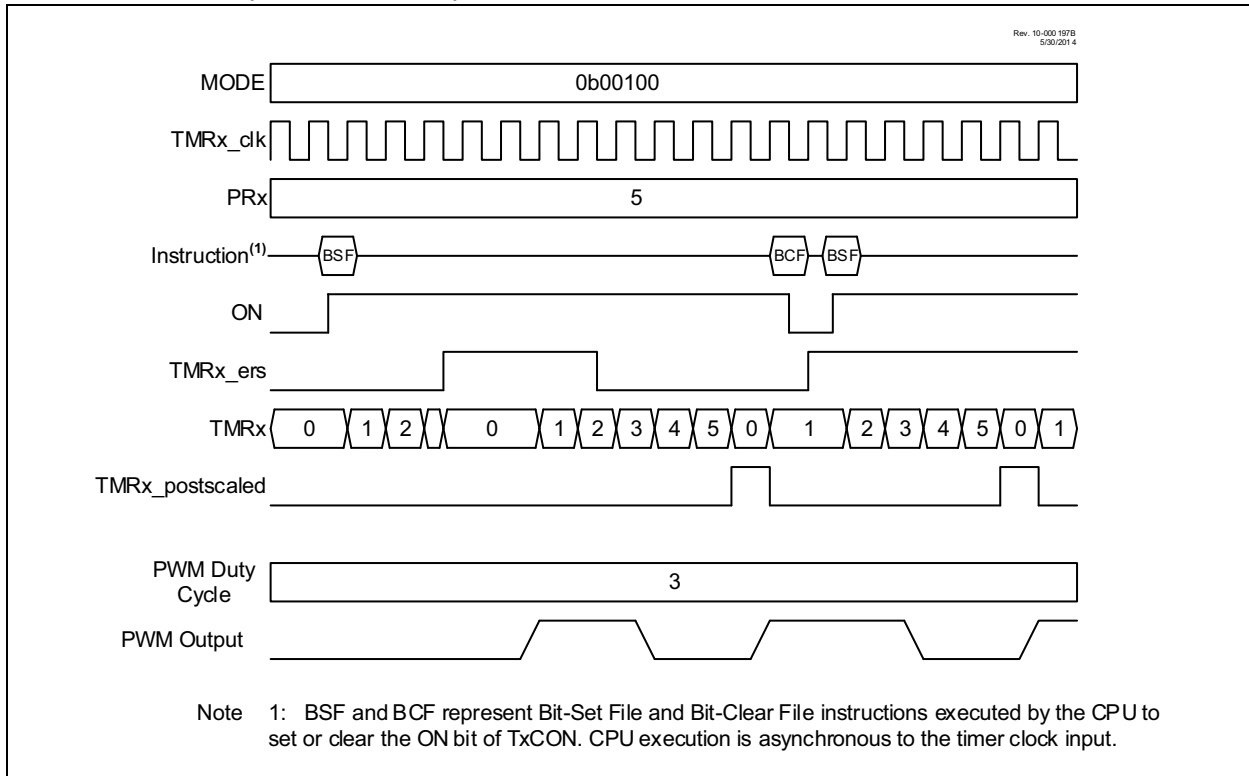 Rev. 10-000197B
5/30/2014
MODE 0b00100
TMRx_clk
PRx 5
Instruction(1) BSF BCF BSF
ON
TMRx_ers
TMRx 0 1 2 0 1 2 3 4 5 0 1 2 3 4 5 0 1
TMRx_postscaled
PWM Duty
Cycle 3
PWM Output
Note 1: BSF and BCF represent Bit-Set File and Bit-Clear File instructions executed by the CPU to
set or clear the ON bit of TxCON. CPU execution is asynchronous to the timer clock input.